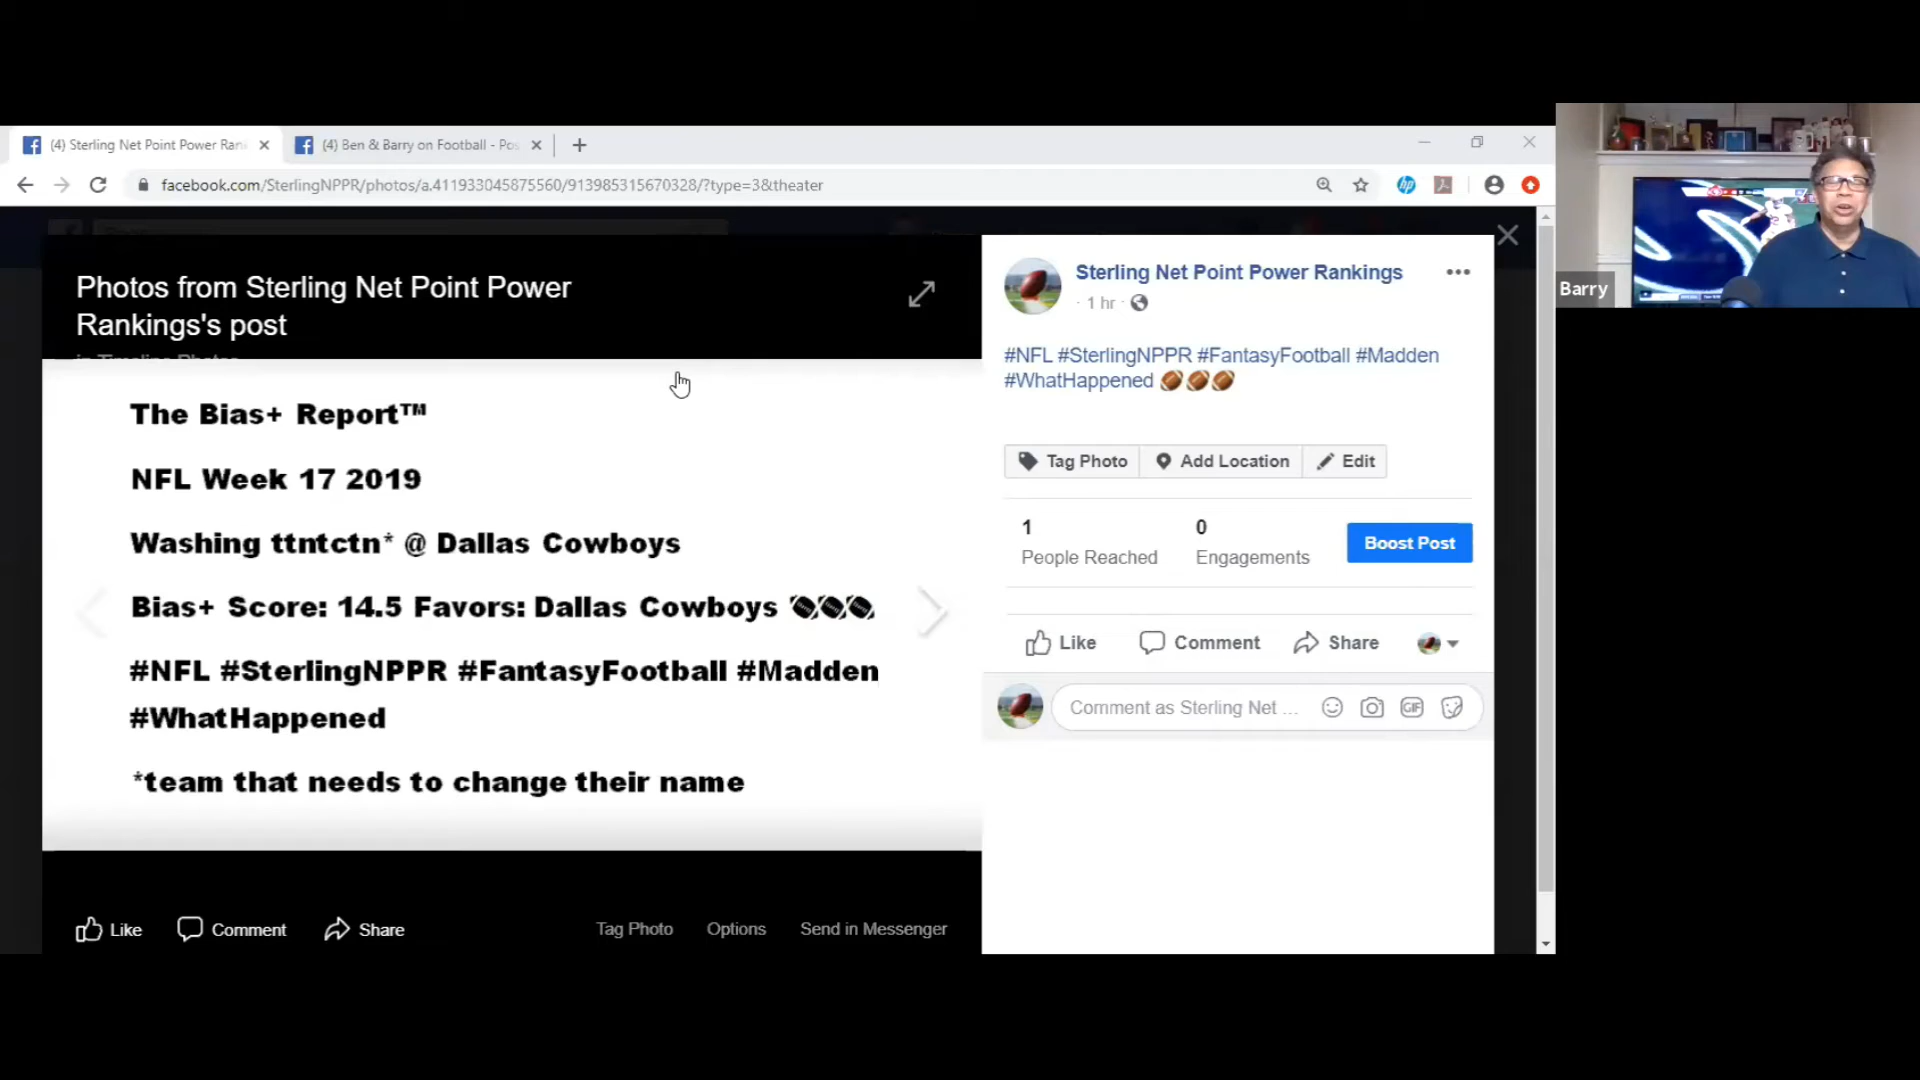 (4) Sterling Net Point Power Ran
(4) Ben & Barry on Football - Pos
facebook.com/SterlingNPPR/photos/a.411933045875560/913985315670328/?type=3&theater
Photos from Sterling Net Point Power
Rankings's post
in Timeline Photos
The Bias+ Report™
NFL Week 17 2019
Washing ttntctn* @ Dallas Cowboys
Bias+ Score: 14.5 Favors: Dallas Cowboys 🏈🏈🏈
#NFL #SterlingNPPR #FantasyFootball #Madden
#WhatHappened
*team that needs to change their name
Like Comment Share Tag Photo Options Send in Messenger
Sterling Net Point Power Rankings
· 1 hr ·
#NFL #SterlingNPPR #FantasyFootball #Madden
#WhatHappened 🏈🏈🏈
Tag Photo Add Location Edit
1 0
People Reached Engagements
Boost Post
Like Comment Share
Comment as Sterling Net ... GIF
Barry